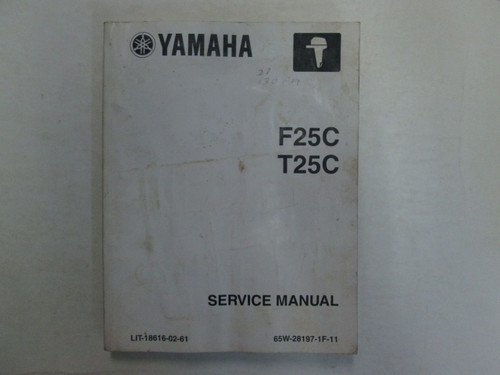 YAMAHA
F25C
T25C
SERVICE MANUAL
LIT-18616-02-61
65W-28197-1F-11